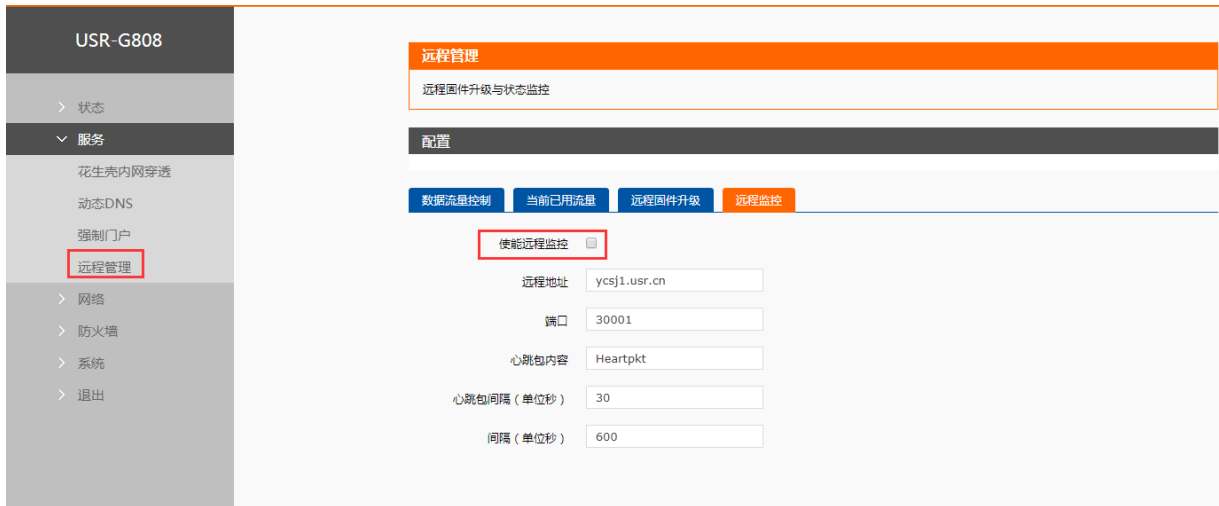 USR-G808
状态
服务
花生壳内网穿透
动态DNS
强制门户
远程管理
网络
防火墙
系统
退出
远程管理
远程固件升级与状态监控
配置
数据流量控制 当前已用流量 远程固件升级 远程监控
使能远程监控
远程地址 ycsj1.usr.cn
端口 30001
心跳包内容 Heartpkt
心跳包间隔（单位秒） 30
间隔（单位秒） 600